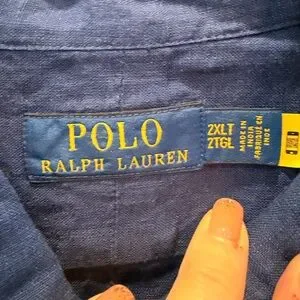 POLO
RALPH LAUREN
2XLT
2TGL
MADE IN
INDIA
FABRIQUÉ EN
INDE